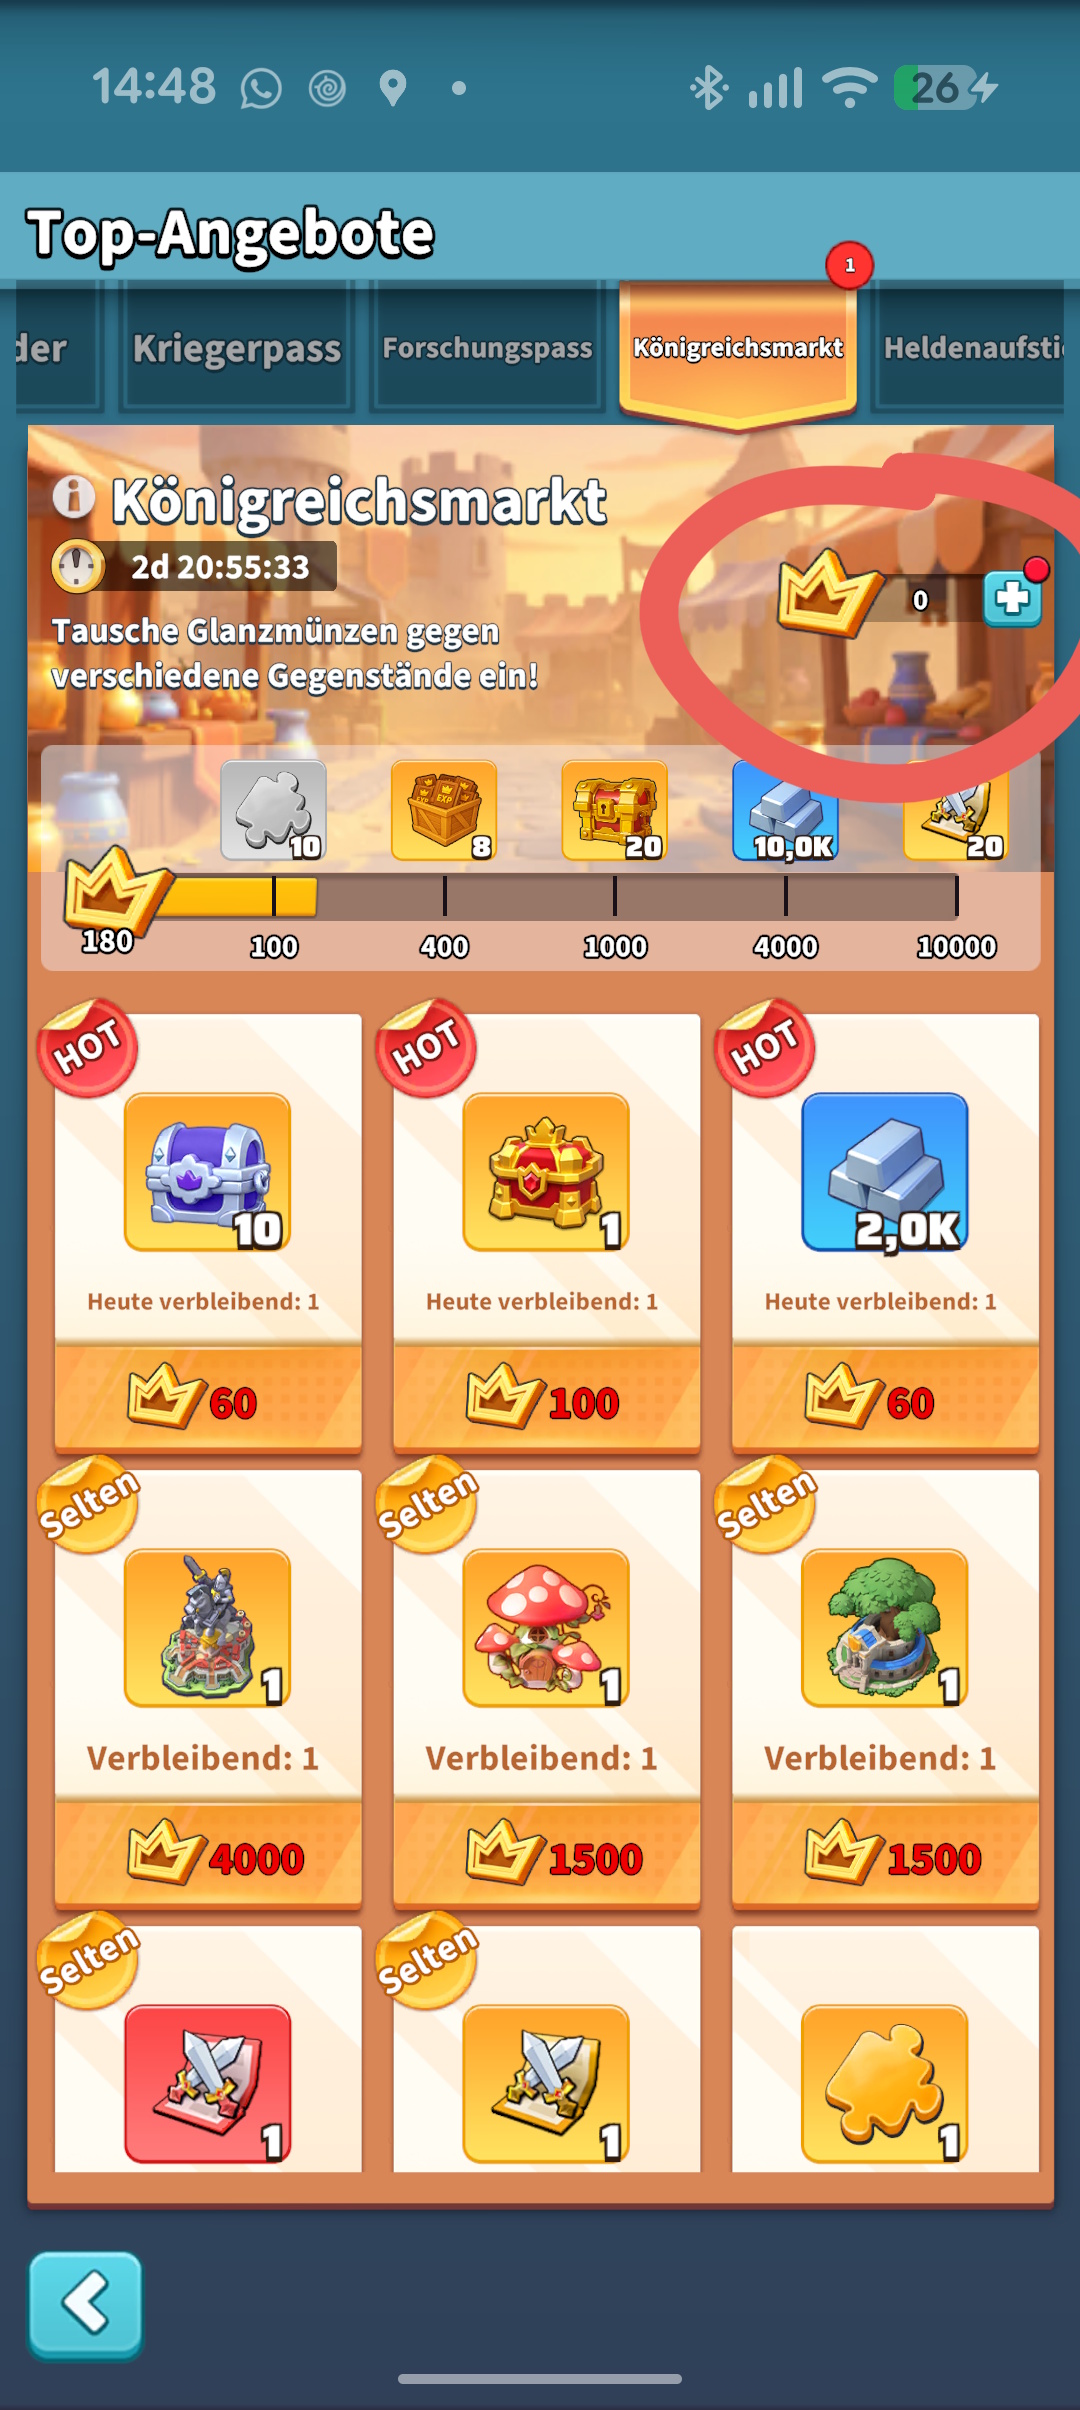 14:48
26
Top-Angebote
1
der
Kriegerpass
Forschungspass
Königreichsmarkt
Heldenaufsti
Königreichsmarkt
2d 20:55:33
0
Tausche Glanzmünzen gegen
verschiedene Gegenstände ein!
10
EXP EXP EXP
8
20
10,0K
20
180
100
400
1000
4000
10000
HOT
HOT
HOT
10
1
2,0K
Heute verbleibend: 1
Heute verbleibend: 1
Heute verbleibend: 1
60
100
60
Selten
Selten
Selten
1
1
1
Verbleibend: 1
Verbleibend: 1
Verbleibend: 1
4000
1500
1500
Selten
Selten
1
1
1